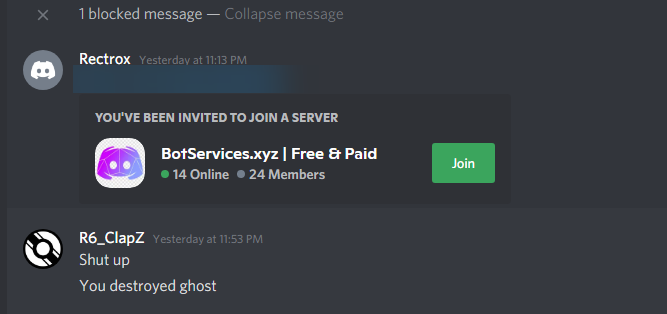 1 blocked message — Collapse message
Rectrox Yesterday at 11:13 PM
YOU'VE BEEN INVITED TO JOIN A SERVER
BotServices.xyz | Free & Paid
14 Online 24 Members
Join
R6_ClapZ Yesterday at 11:53 PM
Shut up
You destroyed ghost